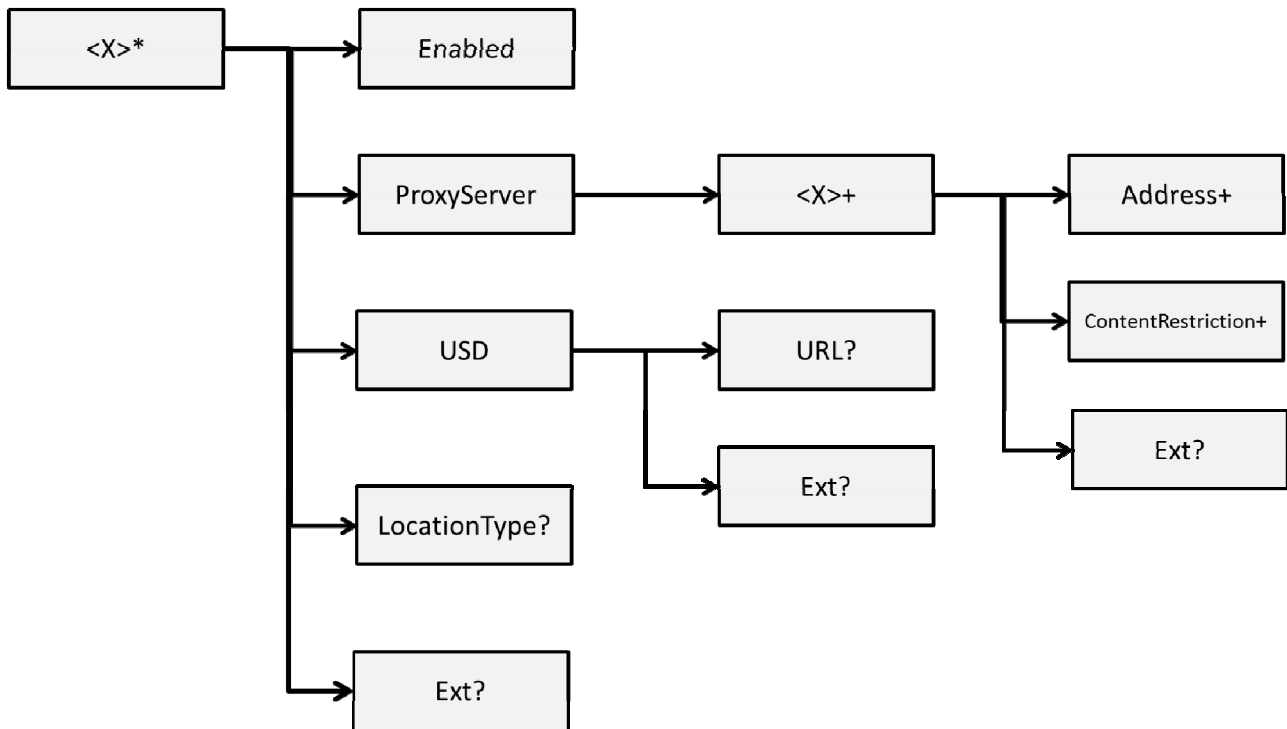 <X>*
Enabled
ProxyServer
<X>+
Address+
ContentRestriction+
USD
URL?
Ext?
Ext?
LocationType?
Ext?